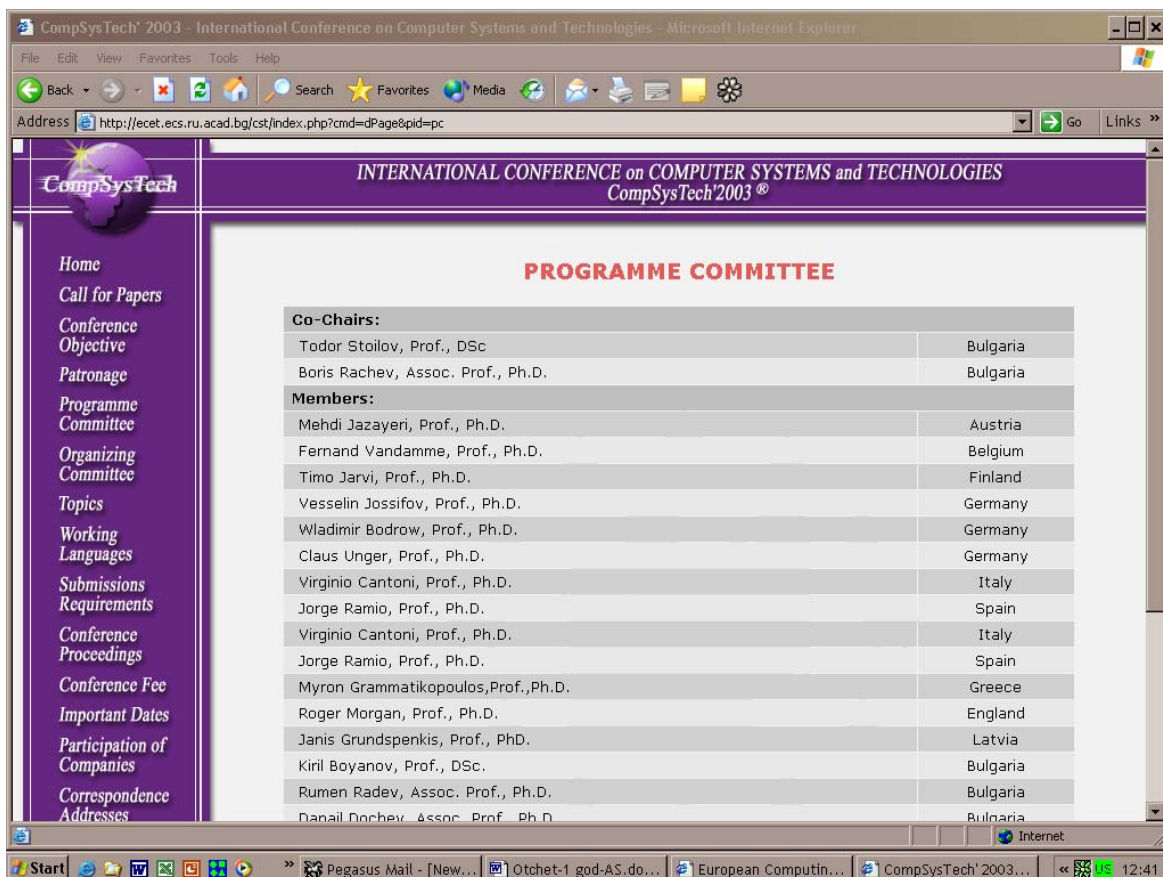 CompSysTech' 2003 - International Conference on Computer Systems and Technologies - Microsoft Internet Explorer
File Edit View Favorites Tools Help
Back Search Favorites Media
Address http://ecet.ecs.ru.acad.bg/cst/index.php?cmd=dPage&pid=pc Go Links »
CompSysTech
INTERNATIONAL CONFERENCE on COMPUTER SYSTEMS and TECHNOLOGIES
CompSysTech'2003 ®
Home
Call for Papers
Conference
Objective
Patronage
Programme
Committee
Organizing
Committee
Topics
Working
Languages
Submissions
Requirements
Conference
Proceedings
Conference Fee
Important Dates
Participation of
Companies
Correspondence
Addresses
PROGRAMME COMMITTEE
Co-Chairs:
Todor Stoilov, Prof., DSc Bulgaria
Boris Rachev, Assoc. Prof., Ph.D. Bulgaria
Members:
Mehdi Jazayeri, Prof., Ph.D. Austria
Fernand Vandamme, Prof., Ph.D. Belgium
Timo Jarvi, Prof., Ph.D. Finland
Vesselin Jossifov, Prof., Ph.D. Germany
Wladimir Bodrow, Prof., Ph.D. Germany
Claus Unger, Prof., Ph.D. Germany
Virginio Cantoni, Prof., Ph.D. Italy
Jorge Ramio, Prof., Ph.D. Spain
Virginio Cantoni, Prof., Ph.D. Italy
Jorge Ramio, Prof., Ph.D. Spain
Myron Grammatikopoulos,Prof.,Ph.D. Greece
Roger Morgan, Prof., Ph.D. England
Janis Grundspenkis, Prof., PhD. Latvia
Kiril Boyanov, Prof., DSc. Bulgaria
Rumen Radev, Assoc. Prof., Ph.D. Bulgaria
Danail Dochev, Assoc. Prof., Ph.D. Bulgaria
Internet
Start » Pegasus Mail - [New... Otchet-1 god-AS.do... European Computin... CompSysTech' 2003... « US 12:41